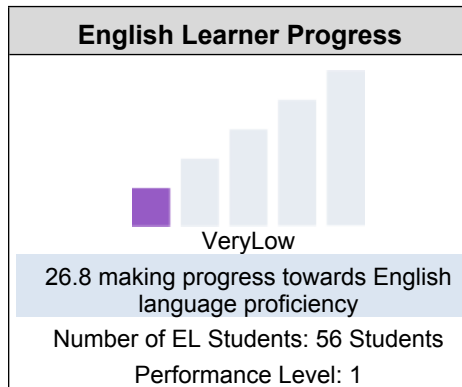 English Learner Progress
VeryLow
26.8 making progress towards English
language proficiency
Number of EL Students: 56 Students
Performance Level: 1